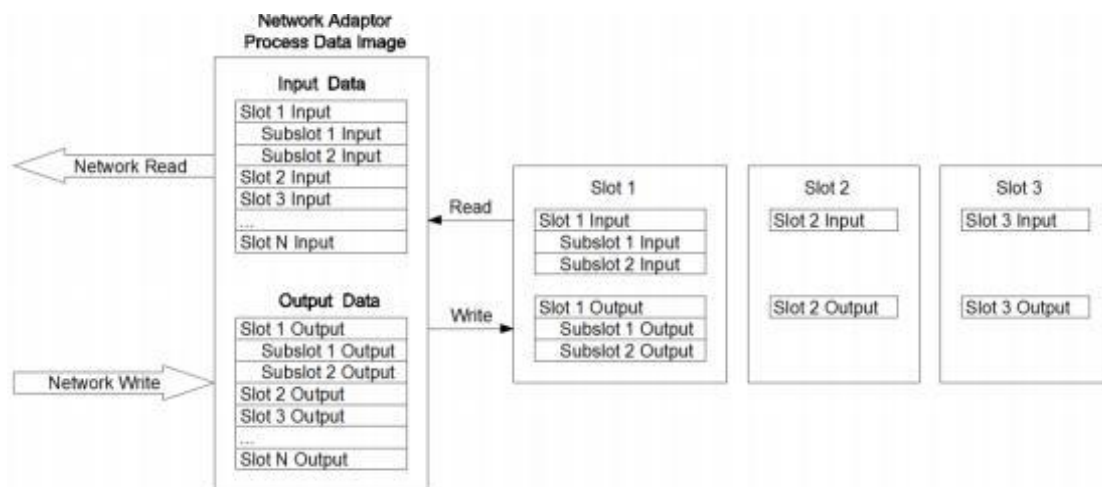 Network Adaptor
Process Data Image
Input Data
Slot 1 Input
Subslot 1 Input
Subslot 2 Input
Slot 2 Input
Slot 3 Input
...
Slot N Input
Network Read
Output Data
Slot 1 Output
Subslot 1 Output
Subslot 2 Output
Slot 2 Output
Slot 3 Output
...
Slot N Output
Network Write
Read
Write
Slot 1
Slot 1 Input
Subslot 1 Input
Subslot 2 Input
Slot 1 Output
Subslot 1 Output
Subslot 2 Output
Slot 2
Slot 2 Input
Slot 2 Output
Slot 3
Slot 3 Input
Slot 3 Output